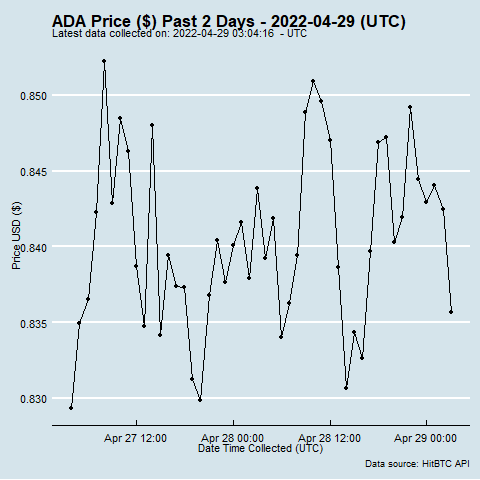 ADA Price ($) Past 2 Days - 2022-04-29 (UTC)
Latest data collected on: 2022-04-29 03:04:16 - UTC
Price USD ($)
0.850
0.845
0.840
0.835
0.830
Apr 27 12:00
Apr 28 00:00
Apr 28 12:00
Apr 29 00:00
Date Time Collected (UTC)
Data source: HitBTC API